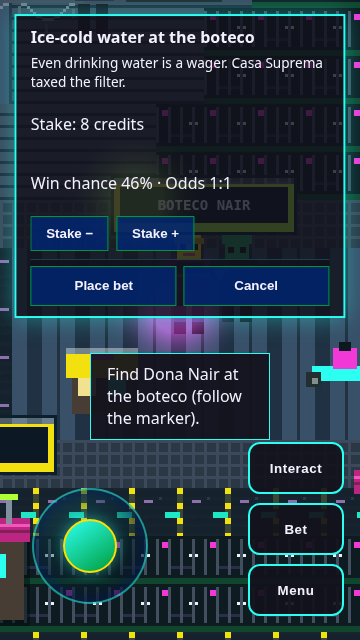 Ice-cold water at the boteco
Even drinking water is a wager. Casa Suprema
taxed the filter.
Stake: 8 credits
Win chance 46% · Odds 1:1
BOTECO NAIR
Stake −
Stake +
Place bet
Cancel
Find Dona Nair at
the boteco (follow
the marker).
Interact
Bet
Menu